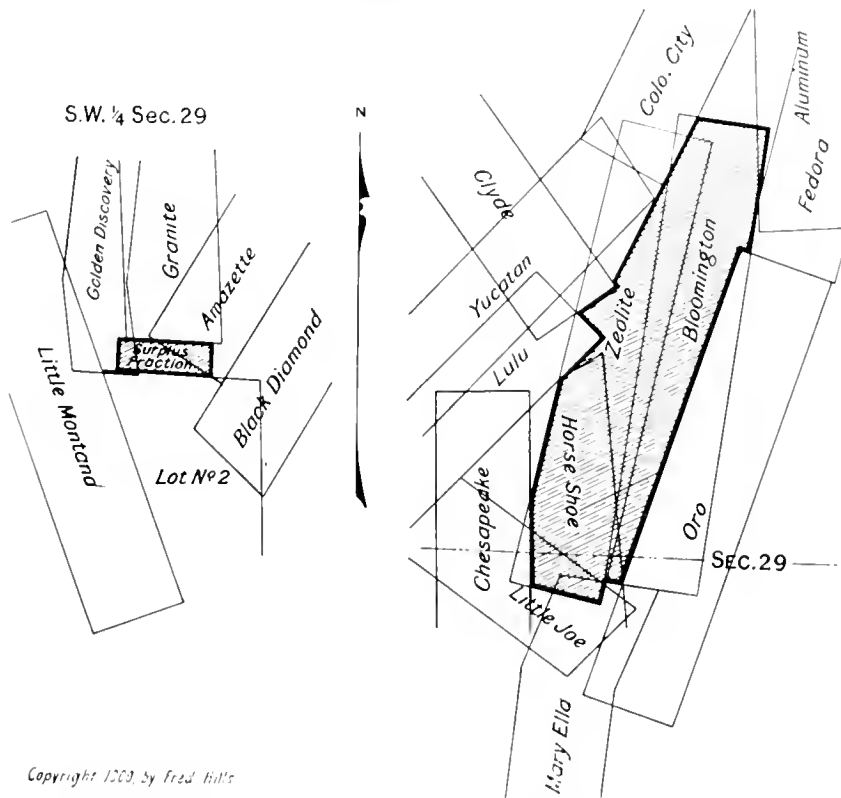 S.W. ¼ Sec. 29
N
Golden Discovery
Granite
Amazette
Surplus
Fraction
Little Montana
Black Diamond
Lot Nº 2
Colo. City
Aluminum
Fedora
Clyde
Yucatan
Zeolite
Bloomington
Lulu
Horse Shoe
Chesapeake
Oro
SEC. 29
Little Joe
Mary Ella
Copyright 1900, by Fred Hills